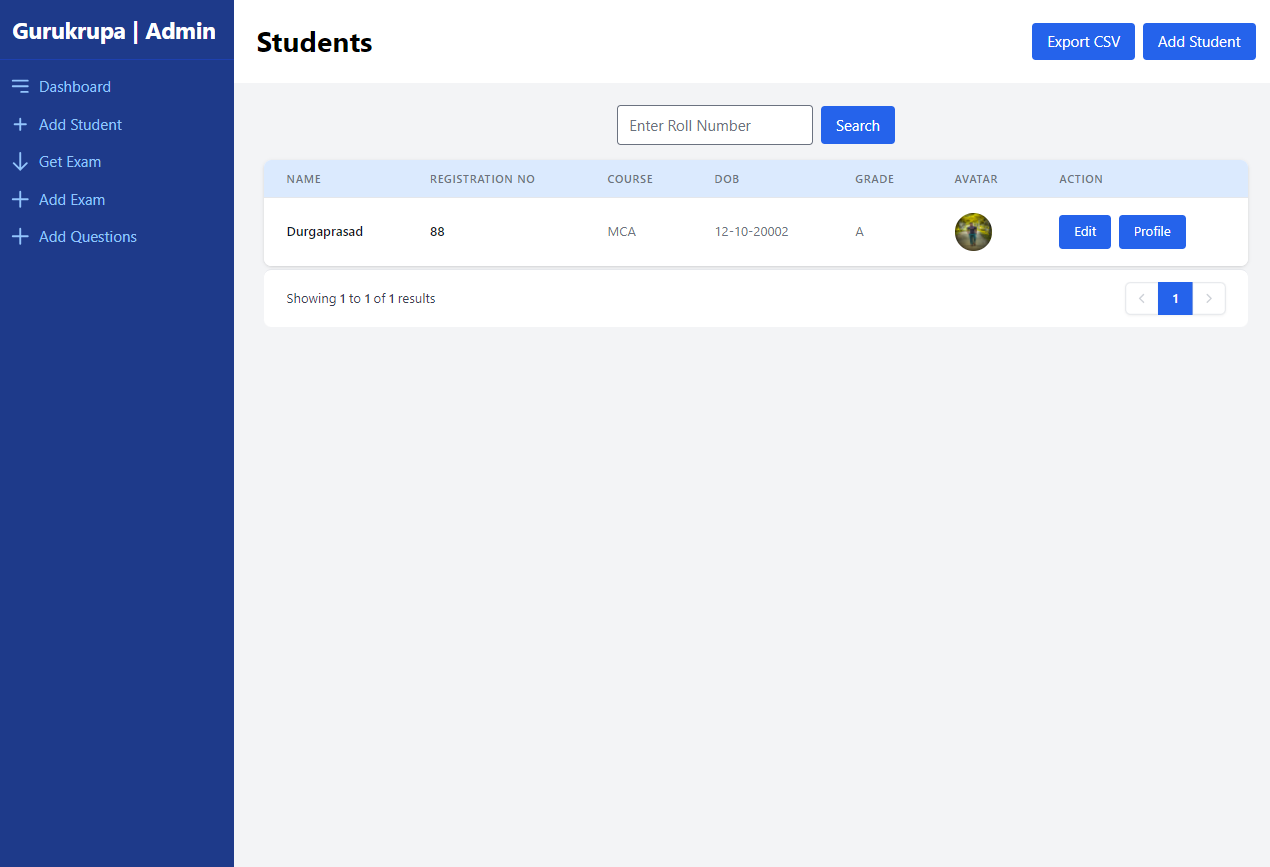 Gurukrupa | Admin
Dashboard
Add Student
Get Exam
Add Exam
Add Questions
Students
Export CSV
Add Student
Enter Roll Number
Search
NAME REGISTRATION NO COURSE DOB GRADE AVATAR ACTION
Durgaprasad 88 MCA 12-10-20002 A Edit Profile
Showing 1 to 1 of 1 results
1